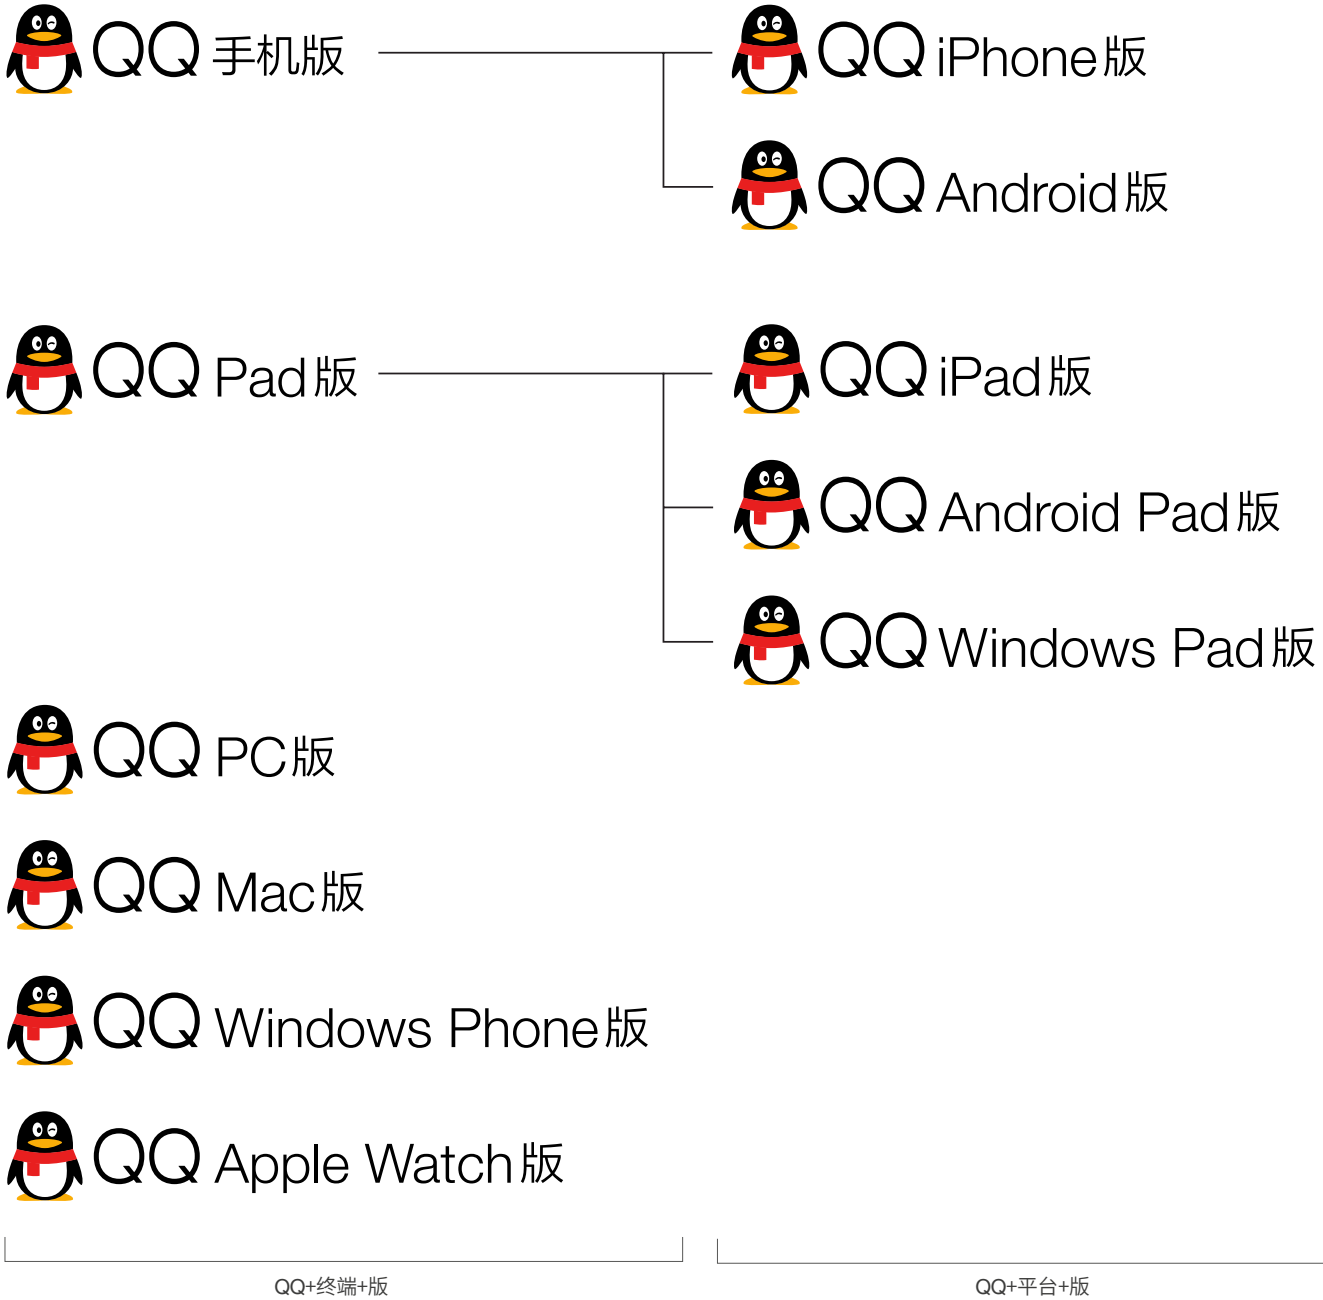 QQ 手机版
QQ iPhone版
QQ Android版
QQ Pad版
QQ iPad版
QQ Android Pad版
QQ Windows Pad版
QQ PC版
QQ Mac版
QQ Windows Phone版
QQ Apple Watch版
QQ+终端+版
QQ+平台+版